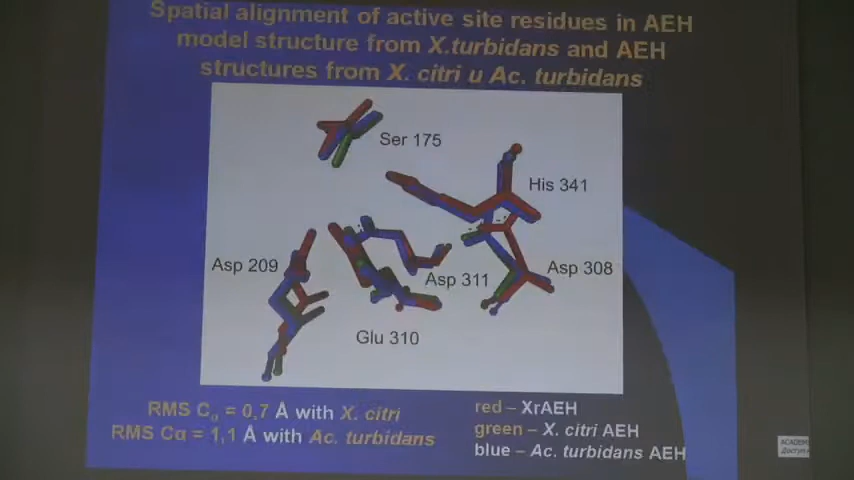 Spatial alignment of active site residues in AEH
model structure from X.turbidans and AEH
structures from X. citri и Ac. turbidans
Ser 175
His 341
Asp 209
Asp 311
Asp 308
Glu 310
RMS Cα = 0,7 Å with X. citri
RMS Cα = 1,1 Å with Ac. turbidans
red – XrAEH
green – X. citri AEH
blue – Ac. turbidans AEH